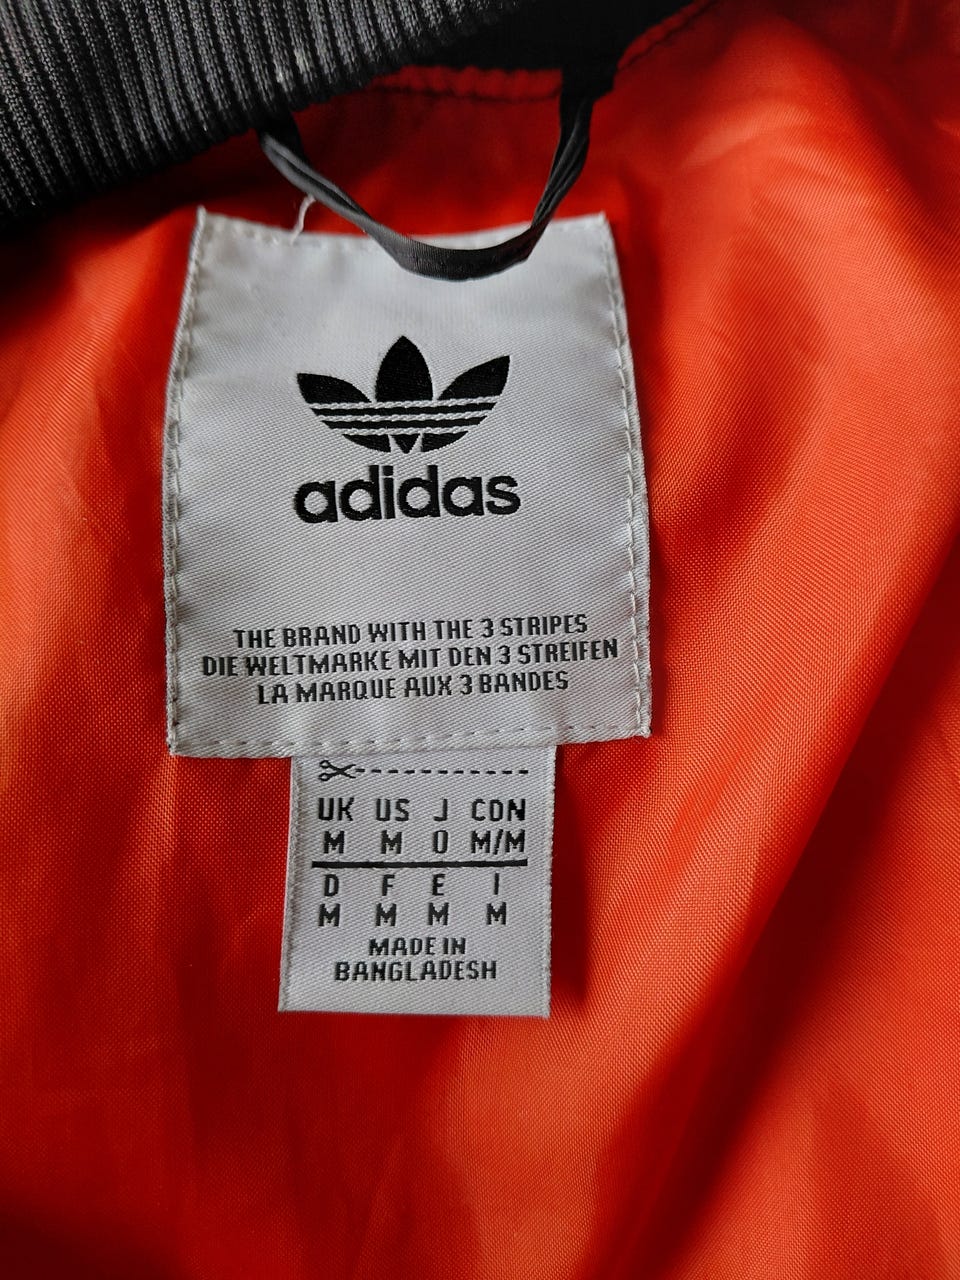 adidas
THE BRAND WITH THE 3 STRIPES
DIE WELTMARKE MIT DEN 3 STREIFEN
LA MARQUE AUX 3 BANDES
UK US J CDN
M M O M/M
D F E I
M M M M
MADE IN
BANGLADESH